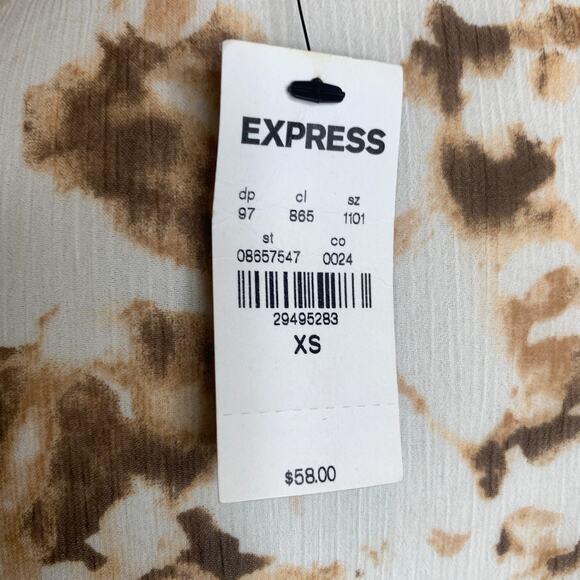 EXPRESS
dp cl sz
97 865 1101
st co
08657547 0024
29495283
XS
$58.00